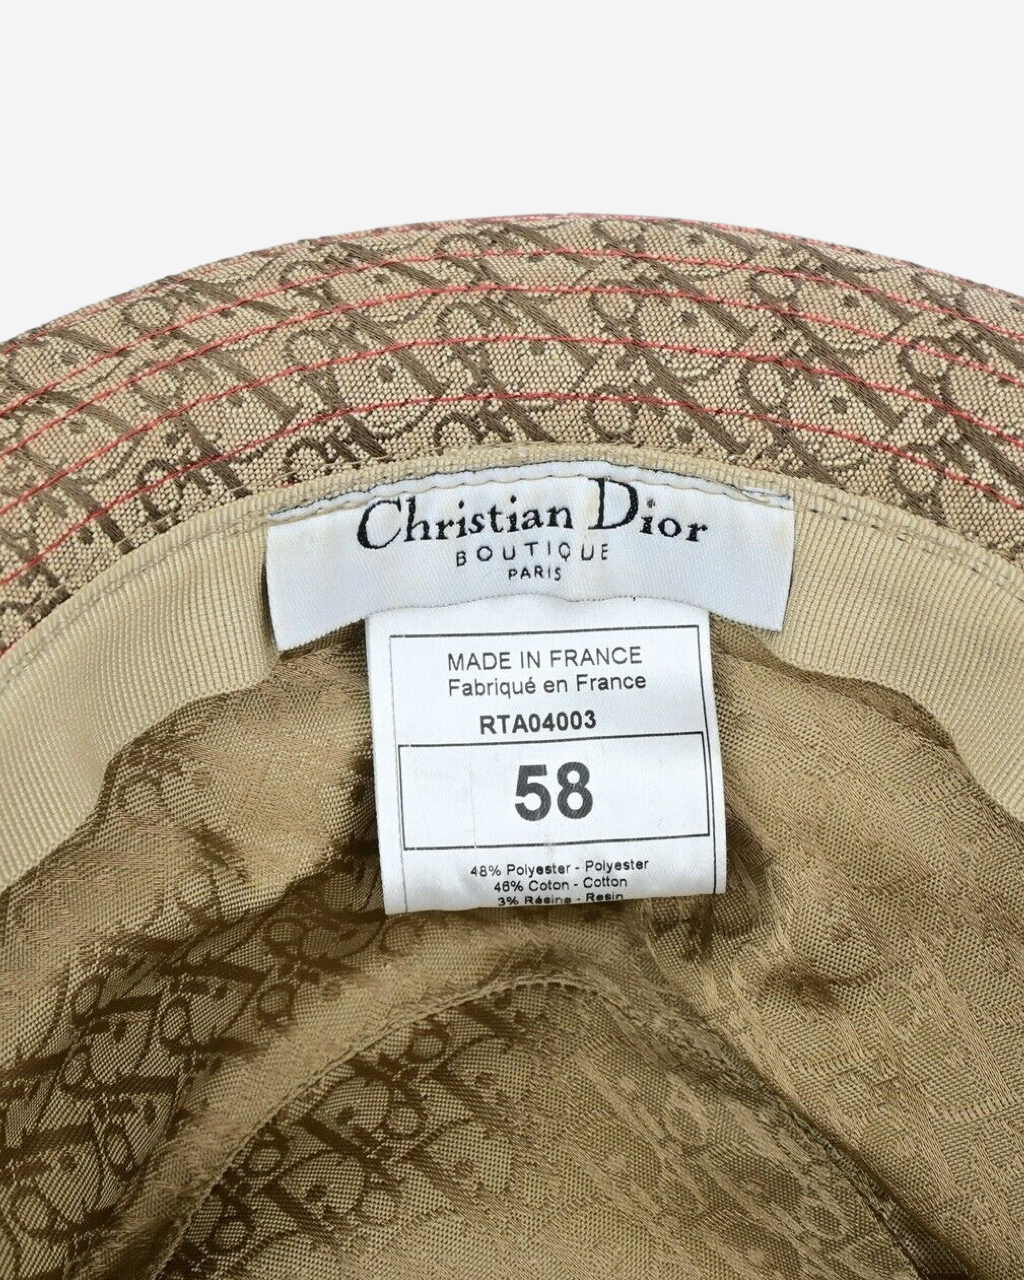 Christian Dior
BOUTIQUE
PARIS
MADE IN FRANCE
Fabriqué en France
RTA04003
58
48% Polyester - Polyester
46% Coton - Cotton
3% Résine - Resin